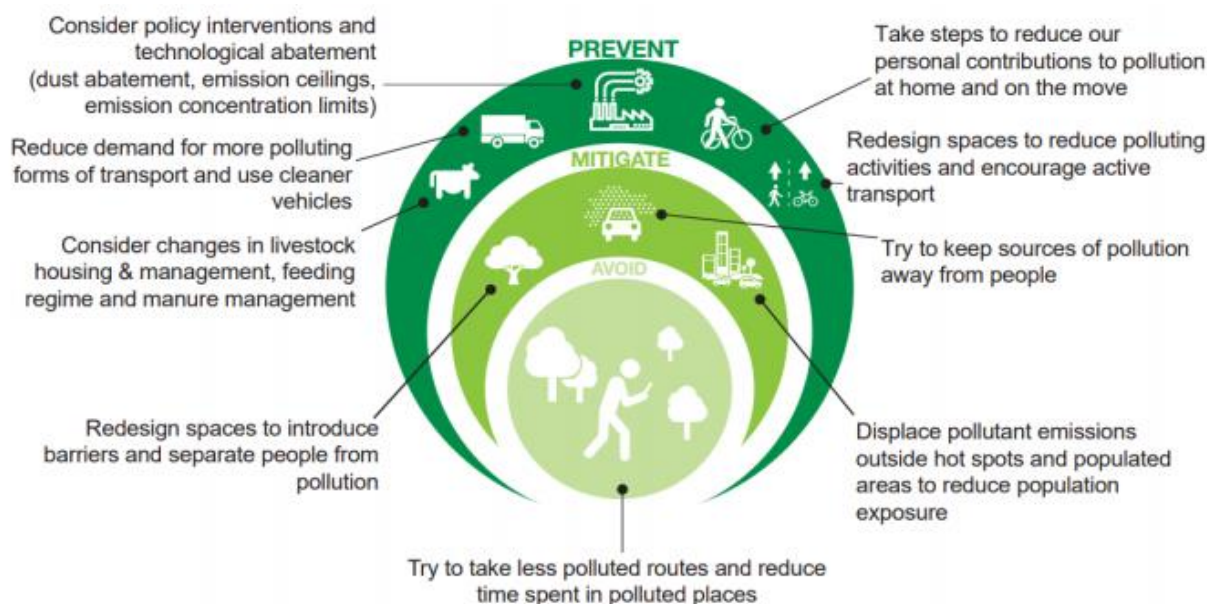 Consider policy interventions and
technological abatement
(dust abatement, emission ceilings,
emission concentration limits)
Reduce demand for more polluting
forms of transport and use cleaner
vehicles
Consider changes in livestock
housing & management, feeding
regime and manure management
Redesign spaces to introduce
barriers and separate people from
pollution
PREVENT
MITIGATE
AVOID
Take steps to reduce our
personal contributions to pollution
at home and on the move
Redesign spaces to reduce polluting
activities and encourage active
transport
Try to keep sources of pollution
away from people
Displace pollutant emissions
outside hot spots and populated
areas to reduce population
exposure
Try to take less polluted routes and reduce
time spent in polluted places